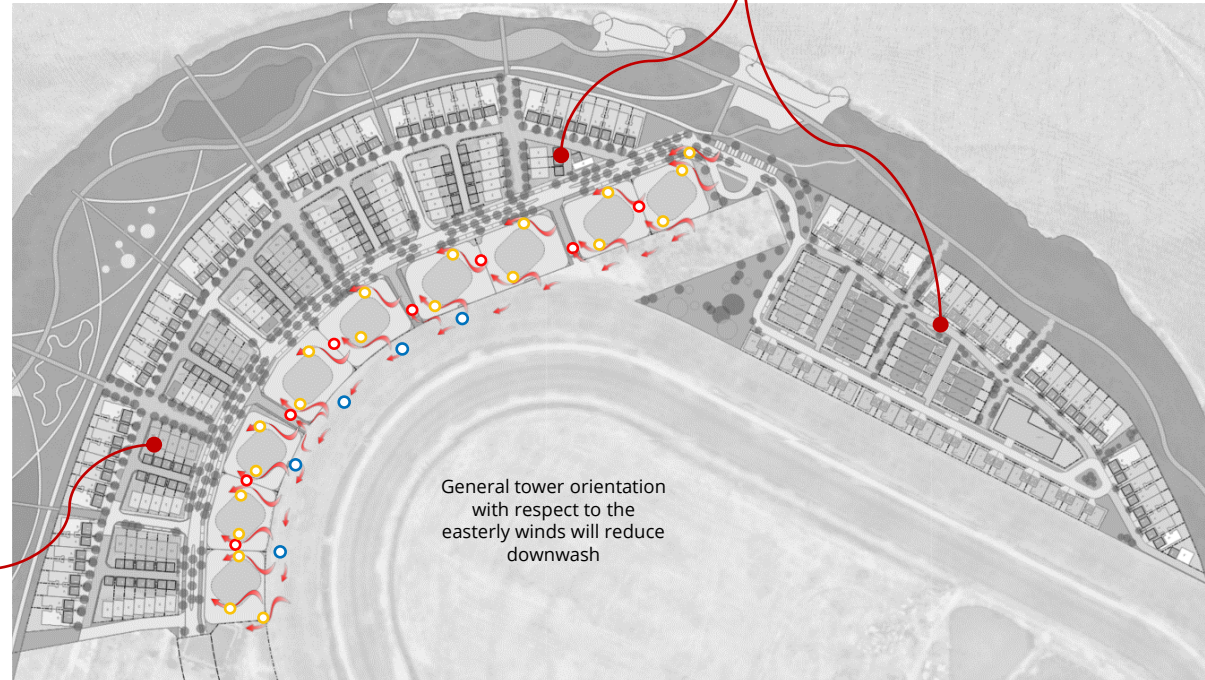 General tower orientation
with respect to the
easterly winds will reduce
downwash